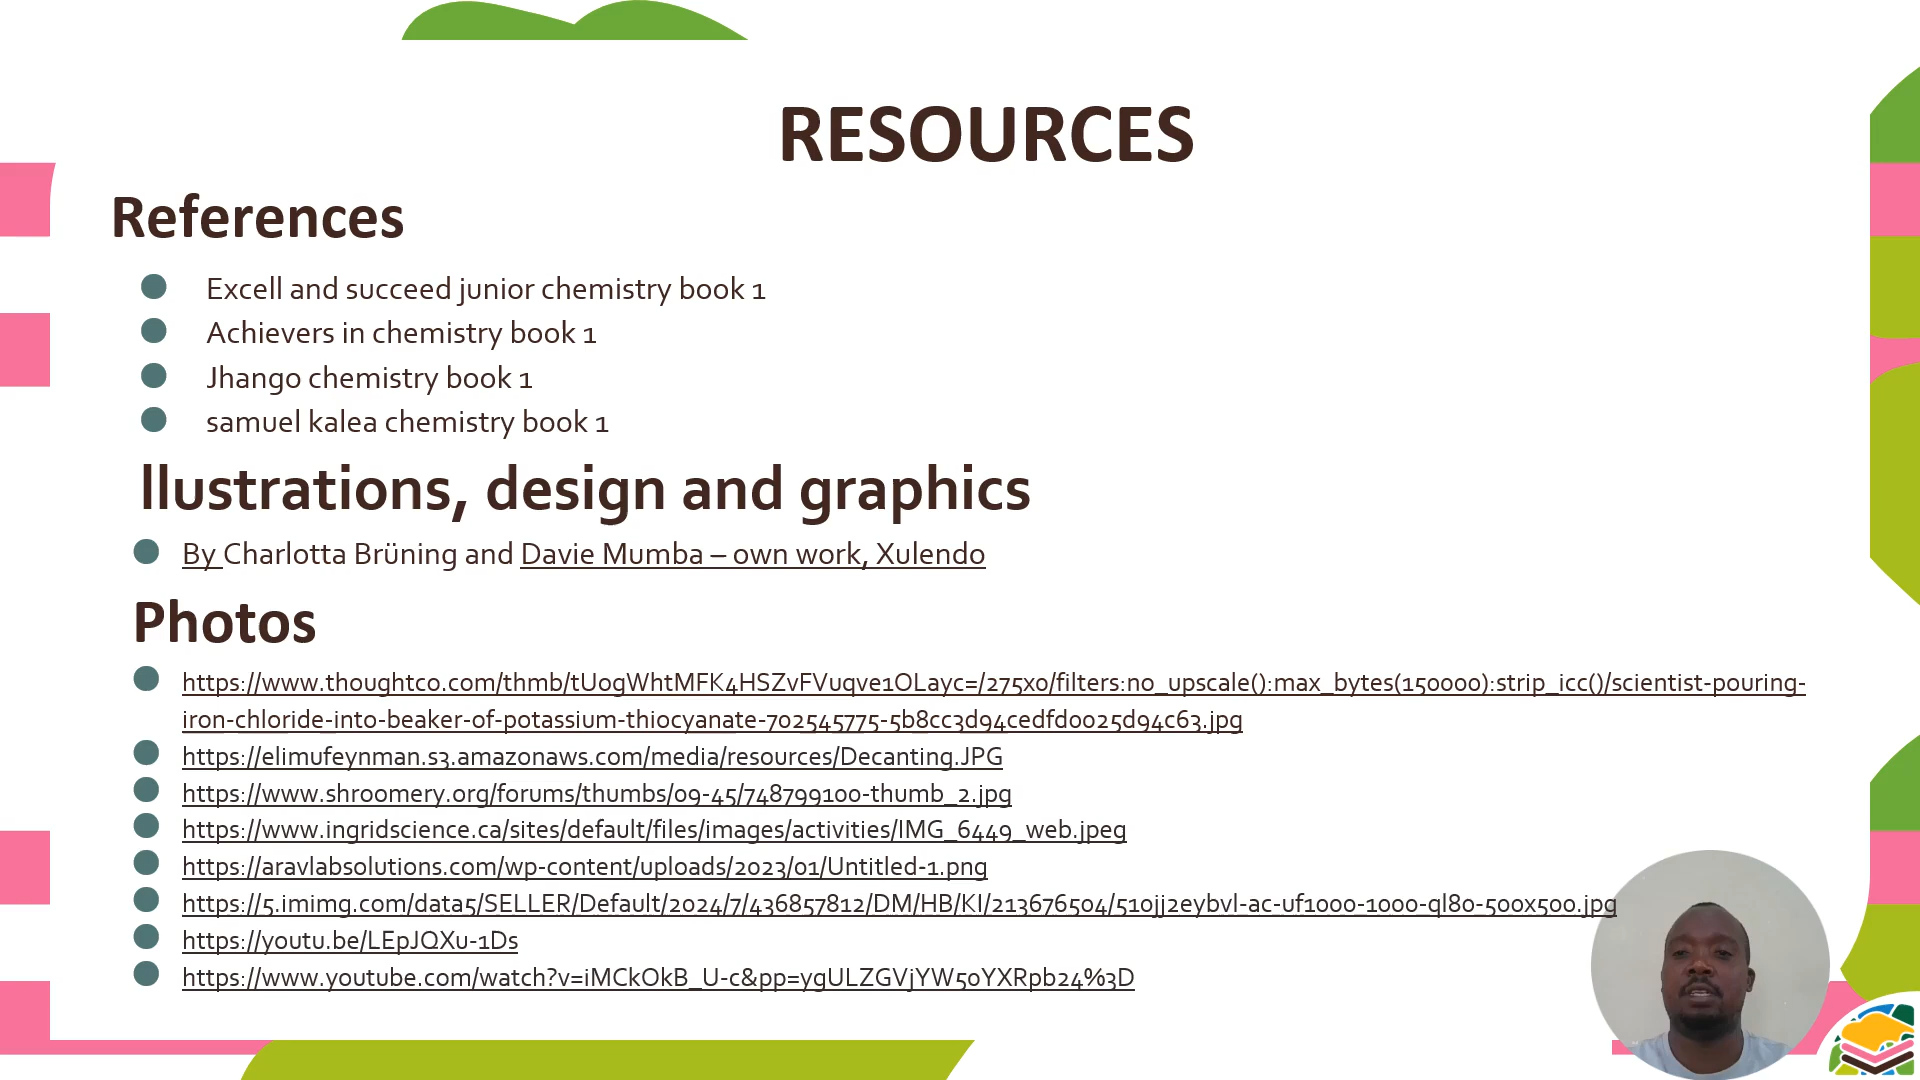 RESOURCES
References
Excell and succeed junior chemistry book 1
Achievers in chemistry book 1
Jhango chemistry book 1
samuel kalea chemistry book 1
llustrations, design and graphics
By Charlotta Brüning and Davie Mumba – own work, Xulendo
Photos
https://www.thoughtco.com/thmb/tUogWhtMFK4HSZvFVuqve1OLayc=/275x0/filters:no_upscale():max_bytes(150000):strip_icc()/scientist-pouring-
iron-chloride-into-beaker-of-potassium-thiocyanate-702545775-5b8cc3d94cedfd0025d94c63.jpg
https://elimufeynman.s3.amazonaws.com/media/resources/Decanting.JPG
https://www.shroomery.org/forums/thumbs/09-45/748799100-thumb_2.jpg
https://www.ingridscience.ca/sites/default/files/images/activities/IMG_6449_web.jpeg
https://aravlabsolutions.com/wp-content/uploads/2023/01/Untitled-1.png
https://5.imimg.com/data5/SELLER/Default/2024/7/436857812/DM/HB/KI/213676504/510jj2eybvl-ac-uf1000-1000-ql80-500x500.jpg
https://youtu.be/LEpJQXu-1Ds
https://www.youtube.com/watch?v=iMCkOkB_U-c&pp=ygULZGVjYW50YXRpb24%3D